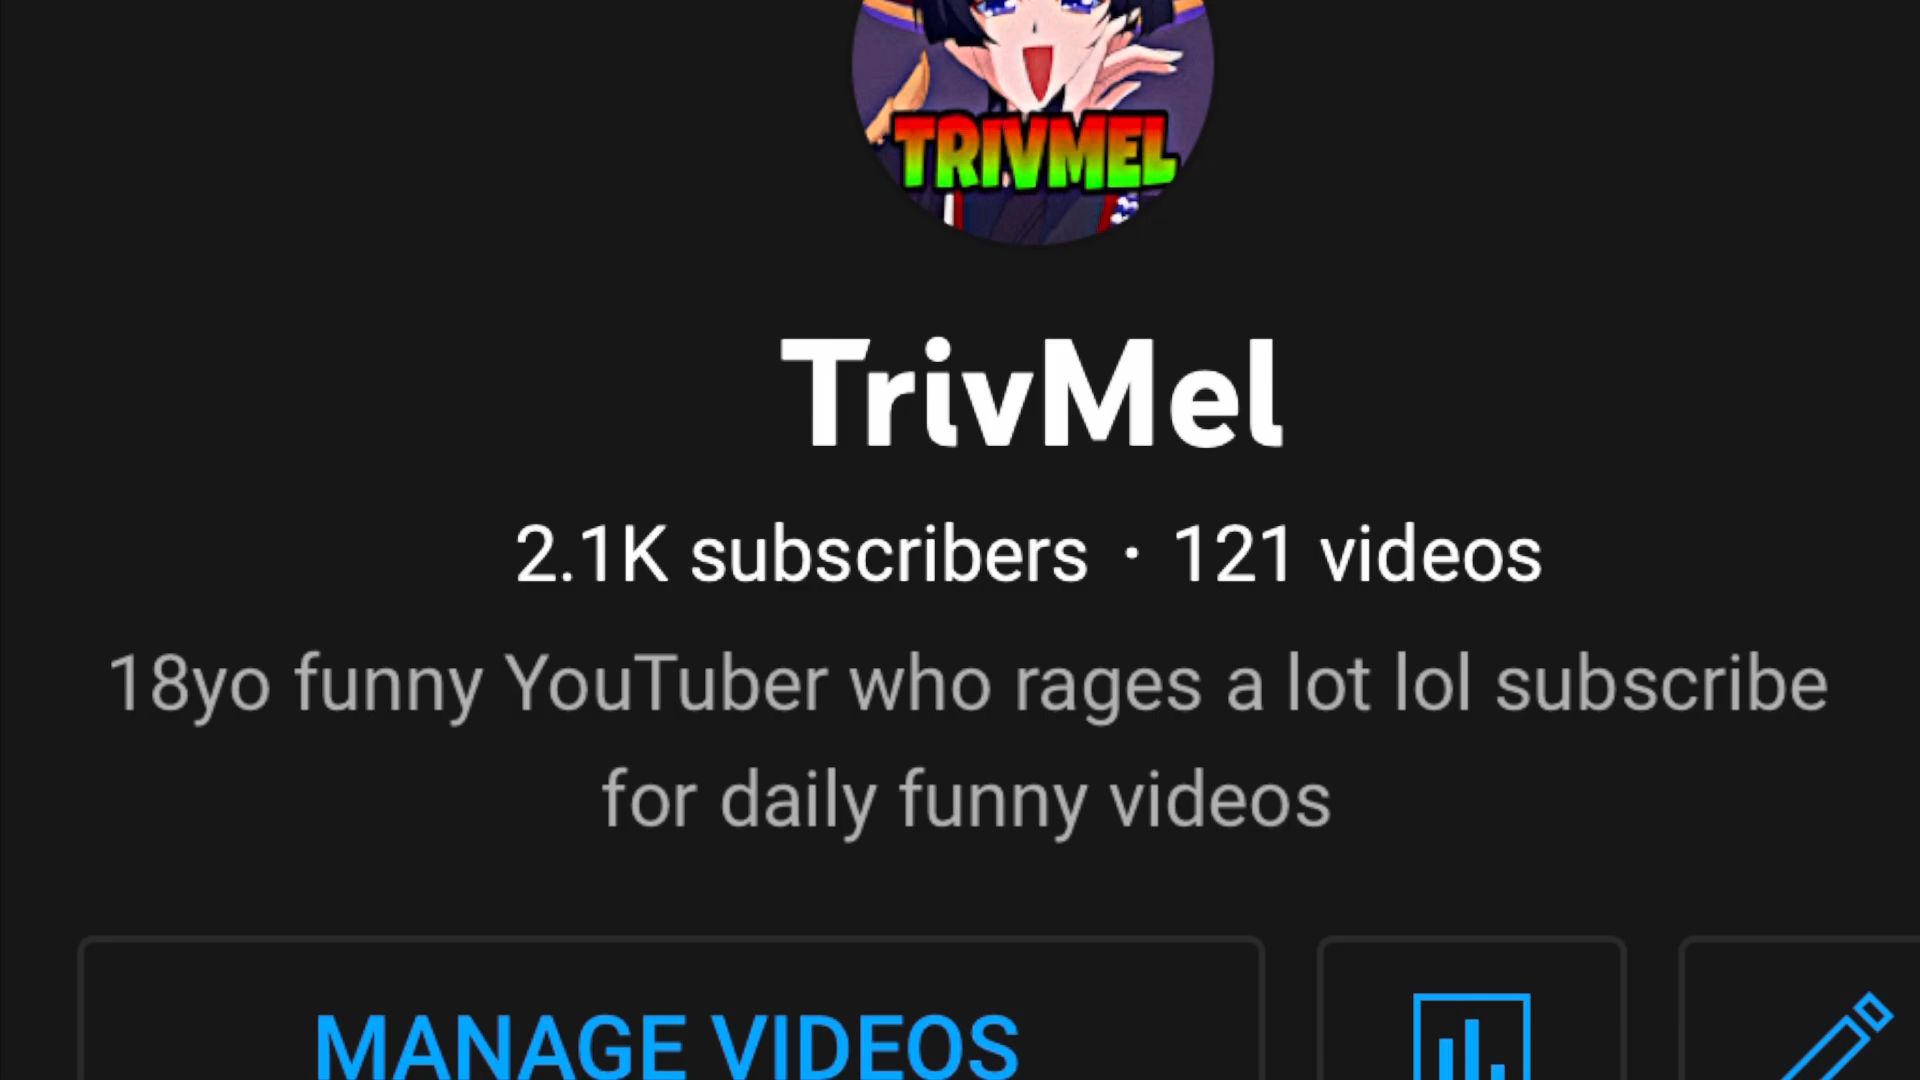 TRIVMEL
TrivMel
2.1K subscribers · 121 videos
18yo funny YouTuber who rages a lot lol subscribe
for daily funny videos
MANAGE VIDEOS